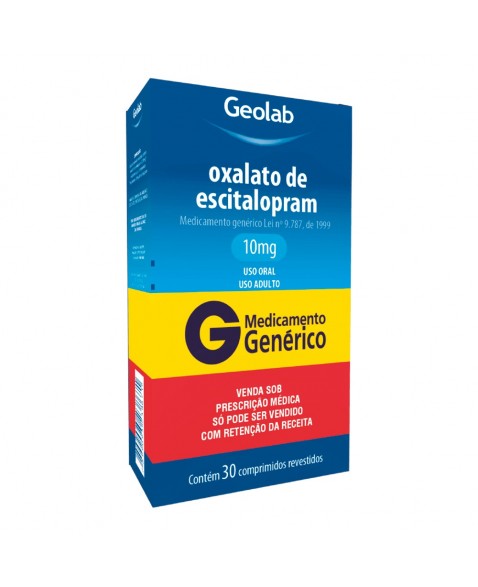 Geolab
oxalato de
escitalopram
Medicamento genérico Lei nº 9.787, de 1999
10mg
USO ORAL
USO ADULTO
G Medicamento
Genérico
VENDA SOB
PRESCRIÇÃO MÉDICA
SÓ PODE SER VENDIDO
COM RETENÇÃO DA RECEITA
Contém 30 comprimidos revestidos